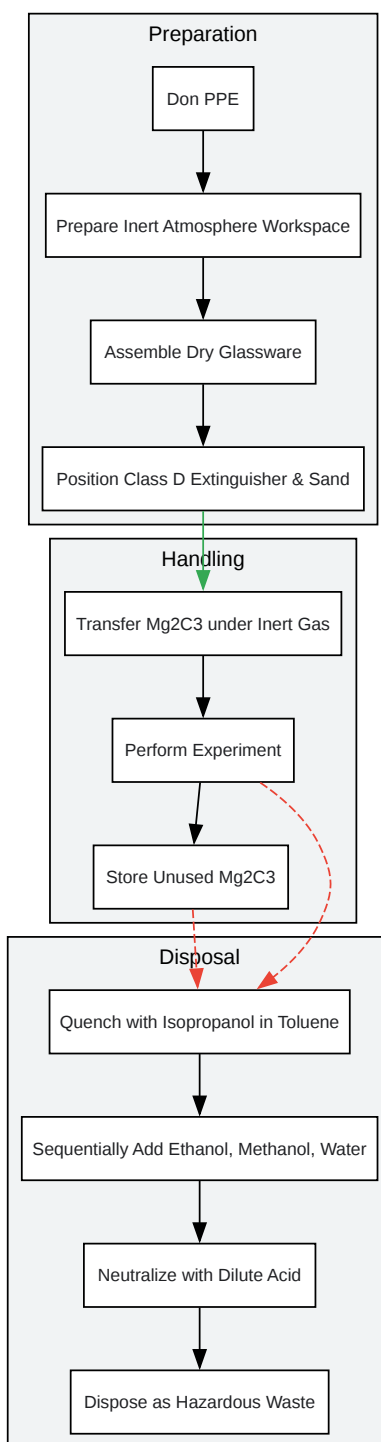 Preparation
Don PPE
Prepare Inert Atmosphere Workspace
Assemble Dry Glassware
Position Class D Extinguisher & Sand
Handling
Transfer Mg2C3 under Inert Gas
Perform Experiment
Store Unused Mg2C3
Disposal
Quench with Isopropanol in Toluene
Sequentially Add Ethanol, Methanol, Water
Neutralize with Dilute Acid
Dispose as Hazardous Waste